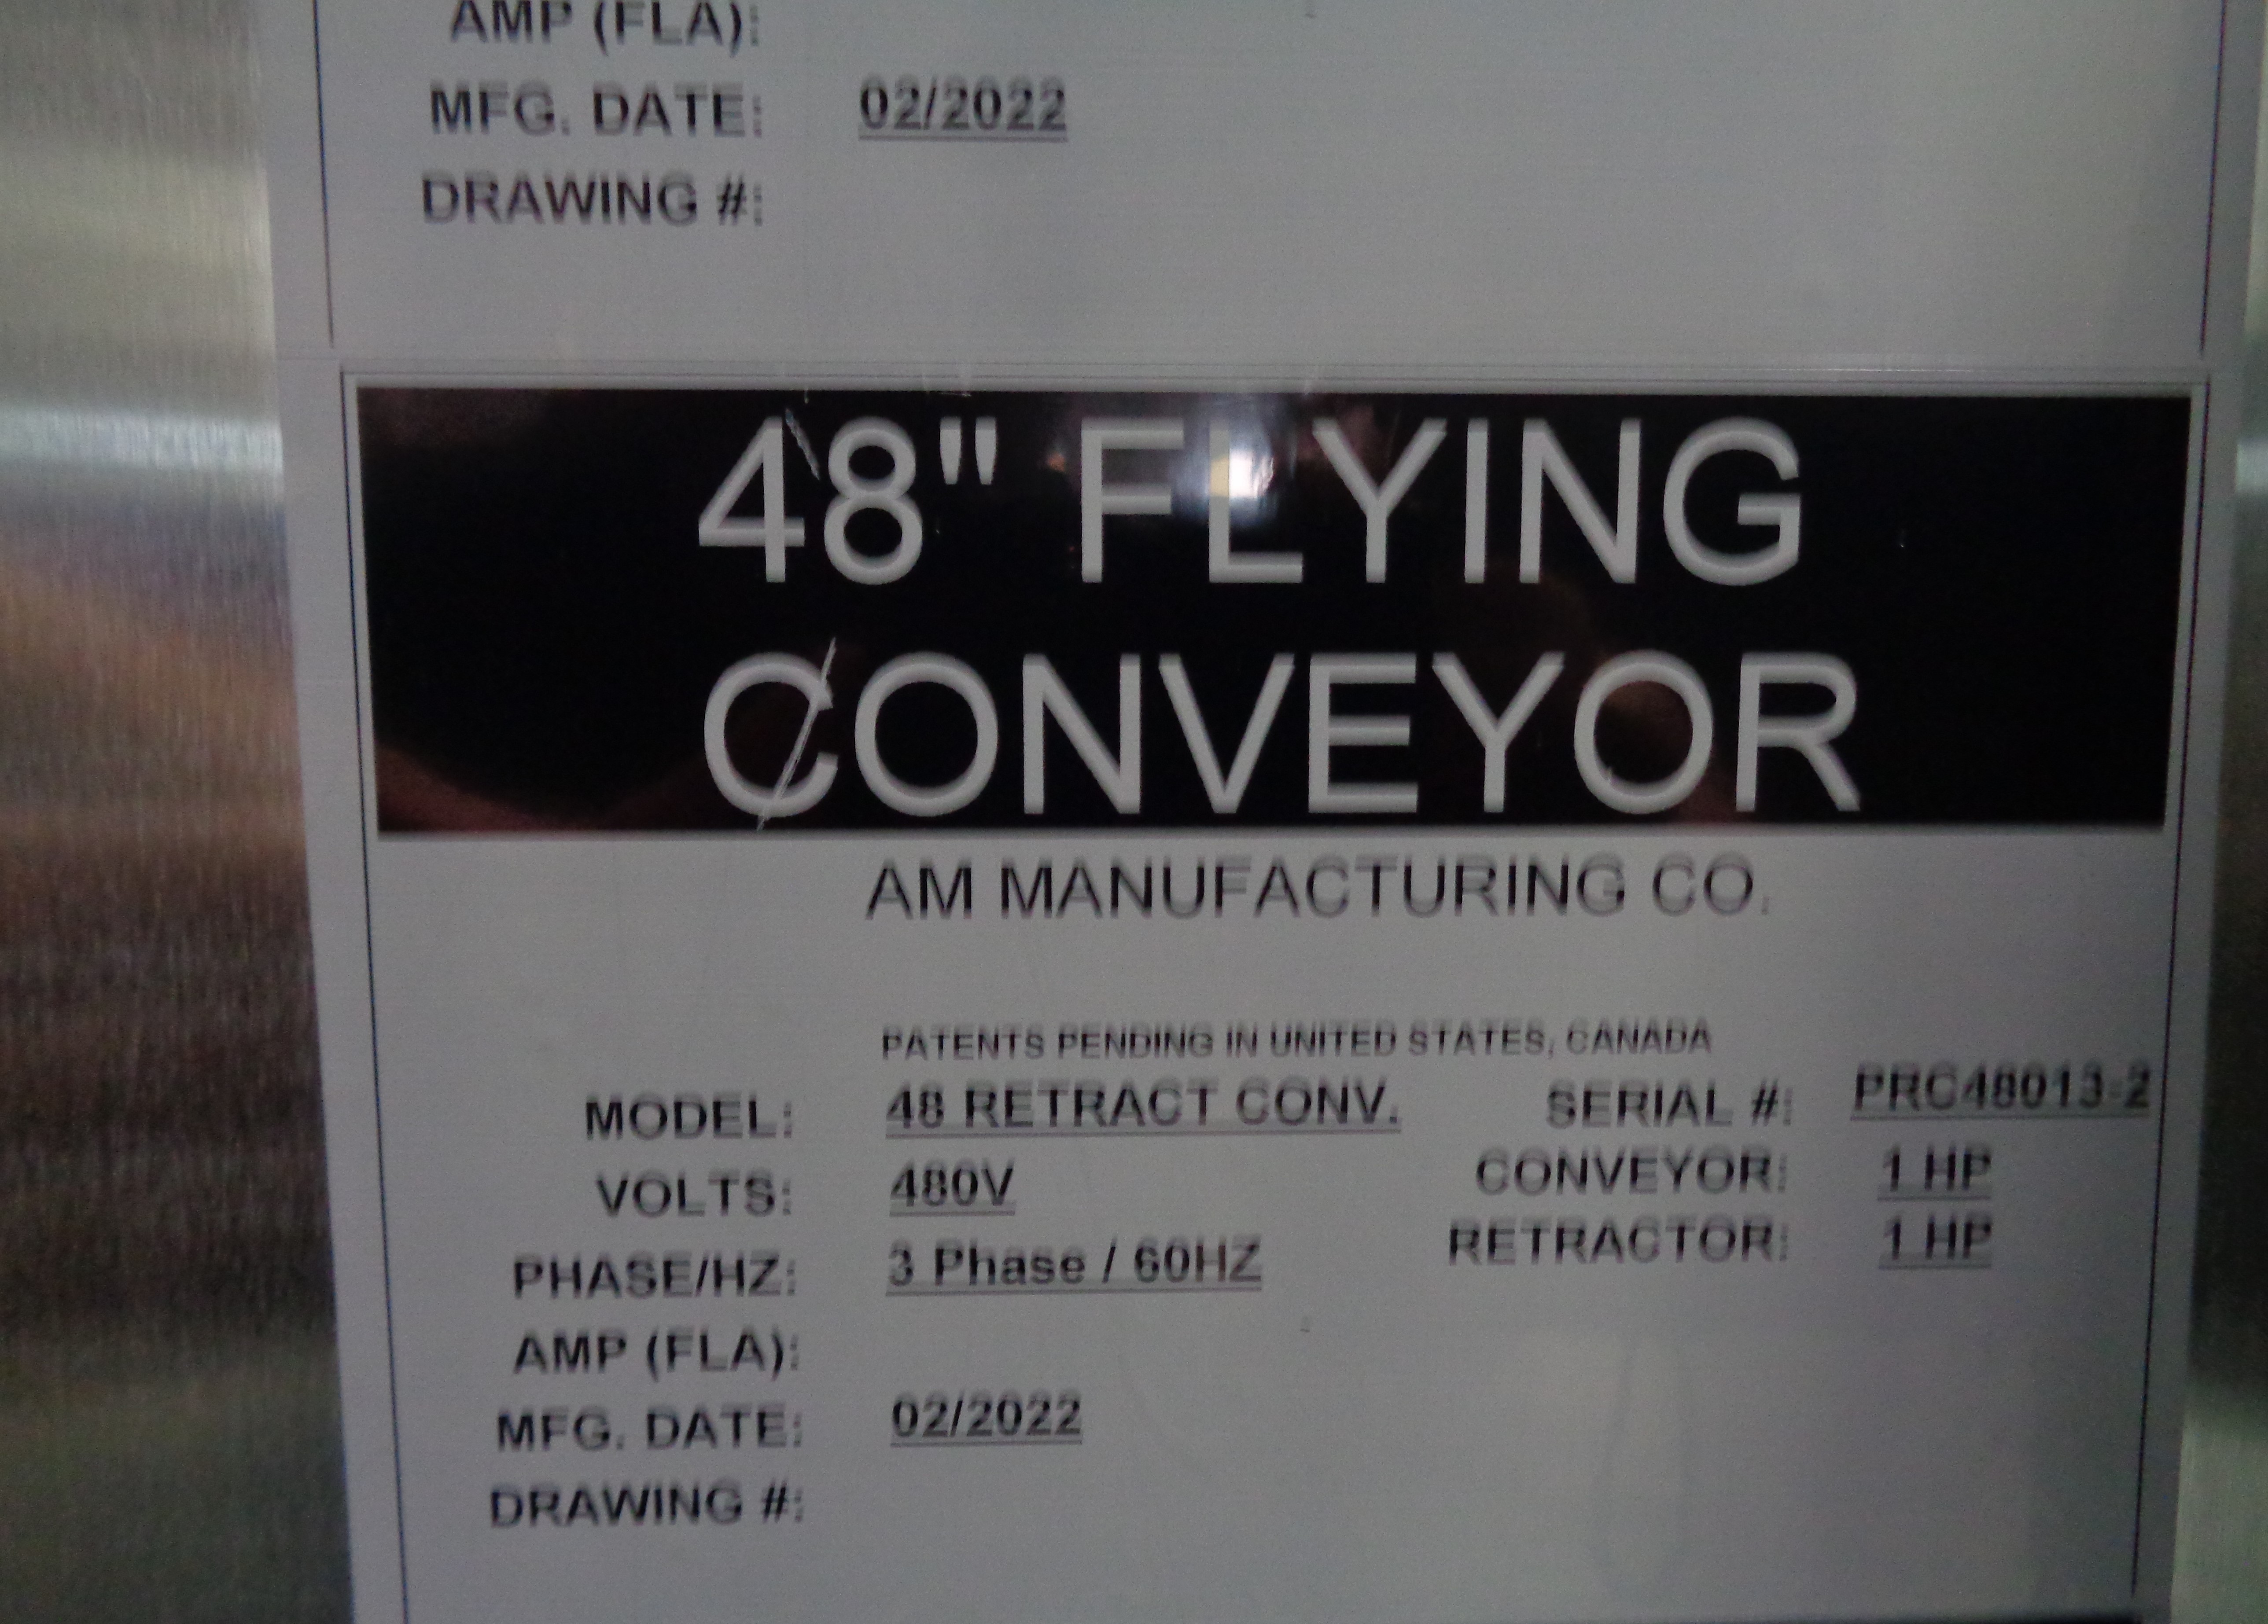 AMP (FLA):
MFG. DATE: 02/2022
DRAWING #:
48" FLYING
CONVEYOR
AM MANUFACTURING CO.
PATENTS PENDING IN UNITED STATES, CANADA
MODEL: 48 RETRACT CONV. SERIAL #: PRC48013-2
VOLTS: 480V CONVEYOR: 1 HP
PHASE/HZ: 3 Phase / 60HZ RETRACTOR: 1 HP
AMP (FLA):
MFG. DATE: 02/2022
DRAWING #: